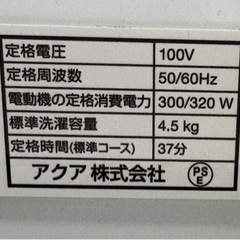 定格電圧 100V
定格周波数 50/60Hz
電動機の定格消費電力 300/320 W
標準洗濯容量 4.5 kg
定格時間(標準コース) 37分
アクア株式会社 PS E